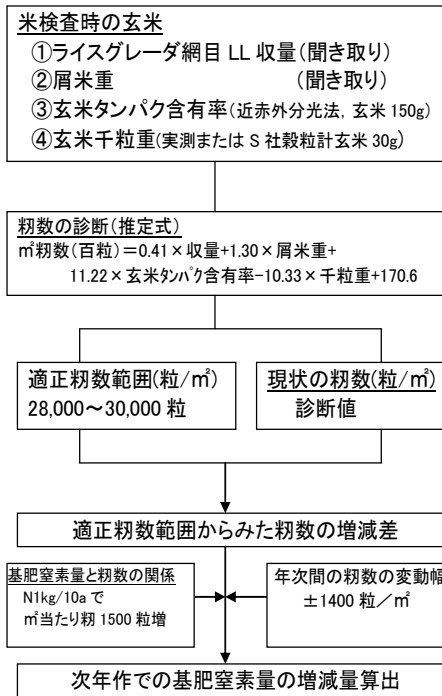 米検査時の玄米
①ライスグレーダ網目 LL 収量(聞き取り)
②屑米重 (聞き取り)
③玄米タンパク含有率(近赤外分光法, 玄米 150g)
④玄米千粒重(実測または S 社穀粒計玄米 30g)
籾数の診断(推定式)
㎡籾数(百粒)=0.41×収量+1.30×屑米重+
11.22×玄米タンパク含有率-10.33×千粒重+170.6
適正籾数範囲(粒/㎡)
28,000～30,000 粒
現状の籾数(粒/㎡)
診断値
適正籾数範囲からみた籾数の増減差
基肥窒素量と籾数の関係
N1kg/10a で
㎡当たり籾 1500 粒増
年次間の籾数の変動幅
±1400 粒／㎡
次年作での基肥窒素量の増減量算出